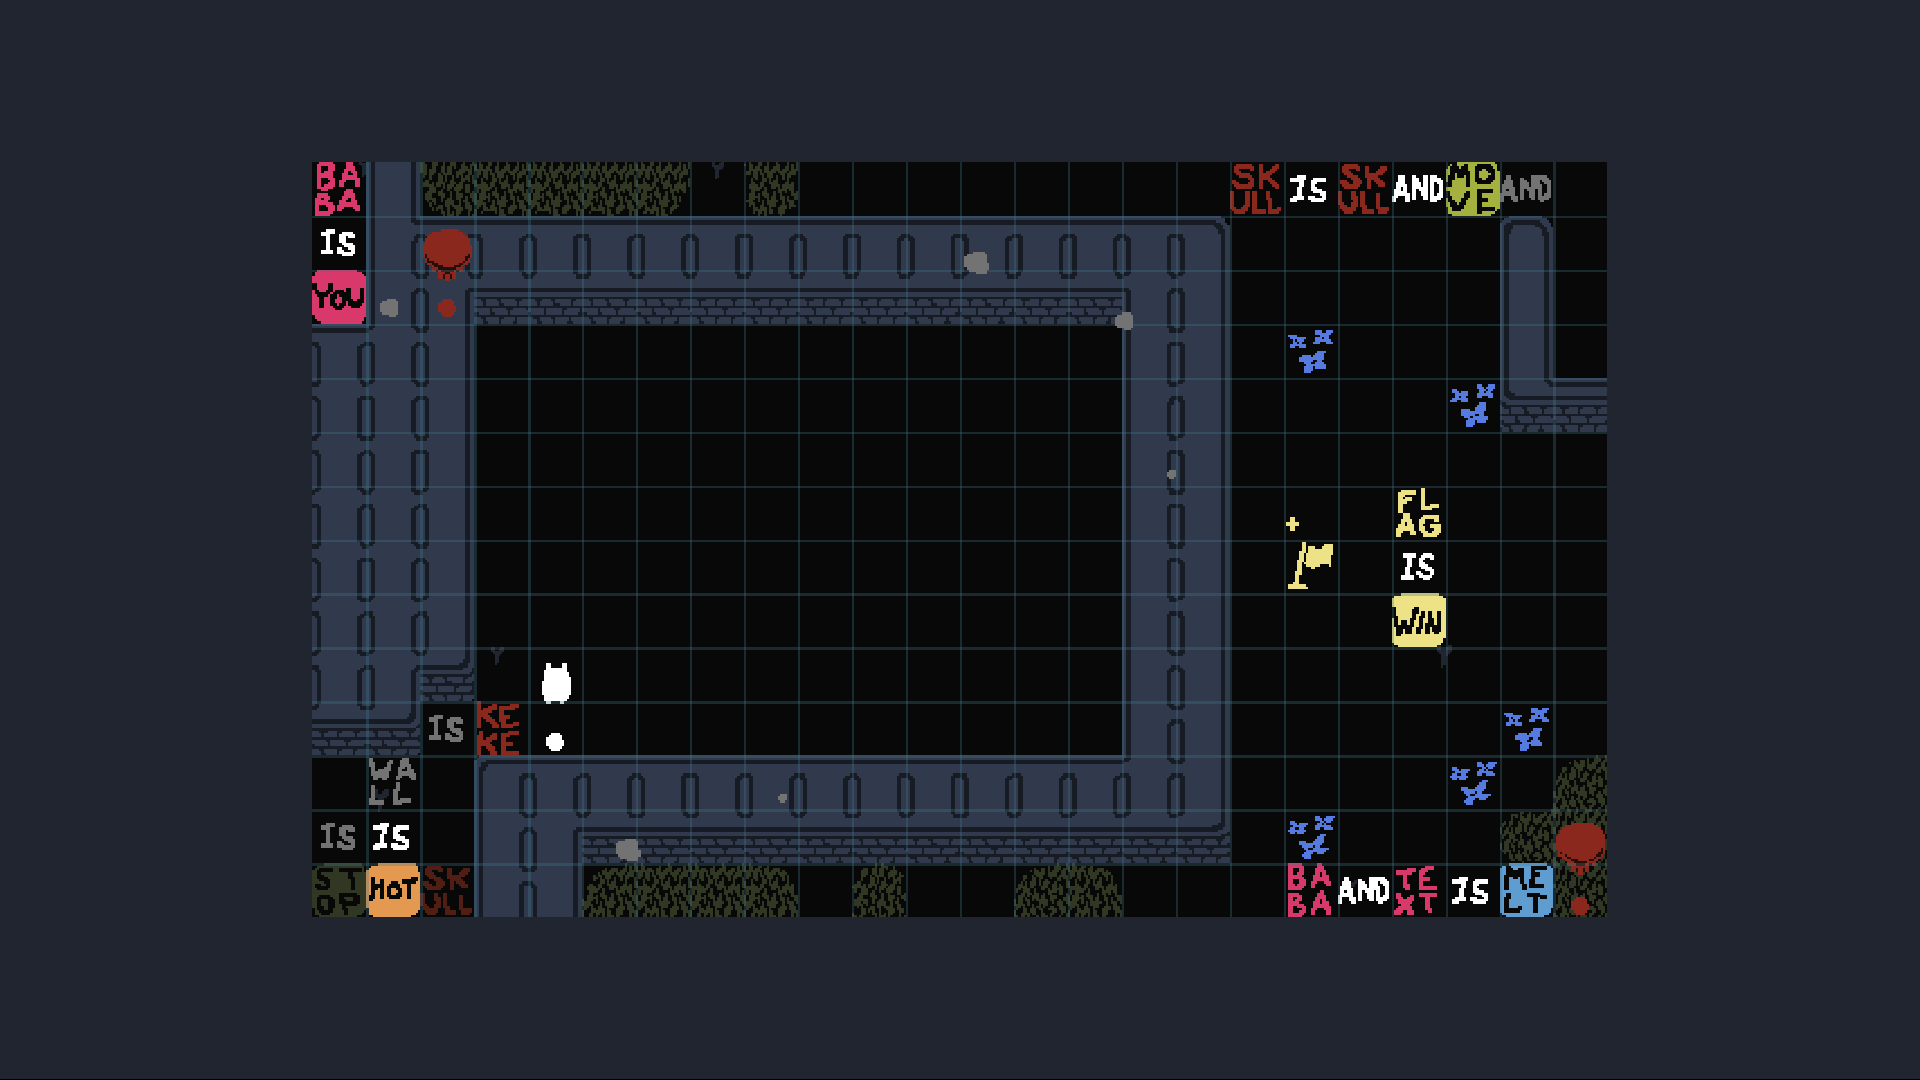 BABA SKULL IS SKULL AND MOVE AND
IS
YOU
FLAG
IS
WIN
IS KEKE
WALL
IS IS
STOP HOT SKULL BABA AND TEXT IS MELT